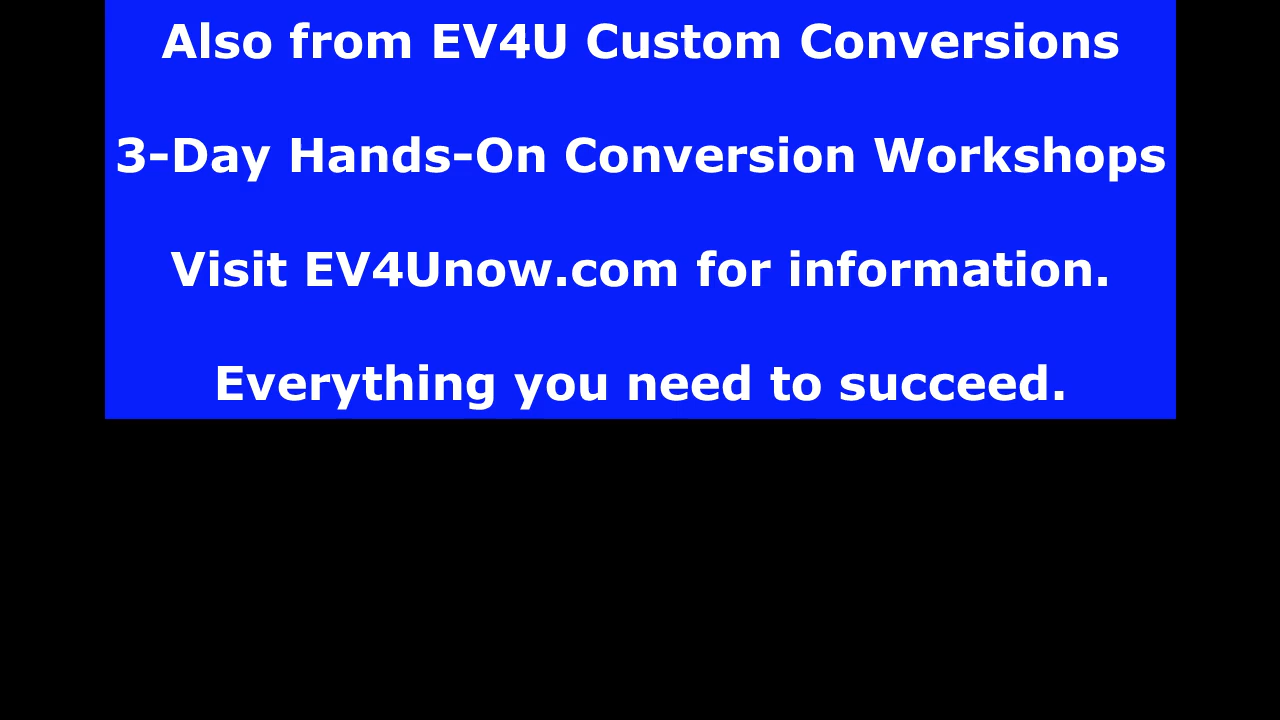 Also from EV4U Custom Conversions
3-Day Hands-On Conversion Workshops
Visit EV4Unow.com for information.
Everything you need to succeed.